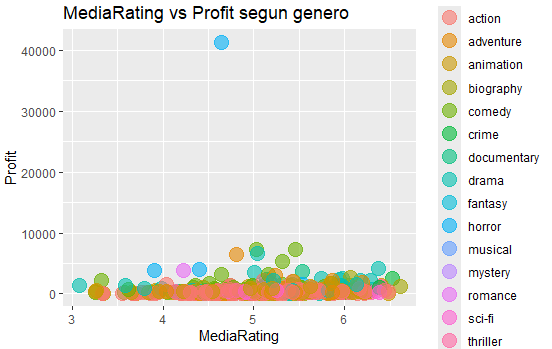 MediaRating vs Profit segun genero
Profit
40000
30000
20000
10000
0
3
4
5
6
MediaRating
action
adventure
animation
biography
comedy
crime
documentary
drama
fantasy
horror
musical
mystery
romance
sci-fi
thriller